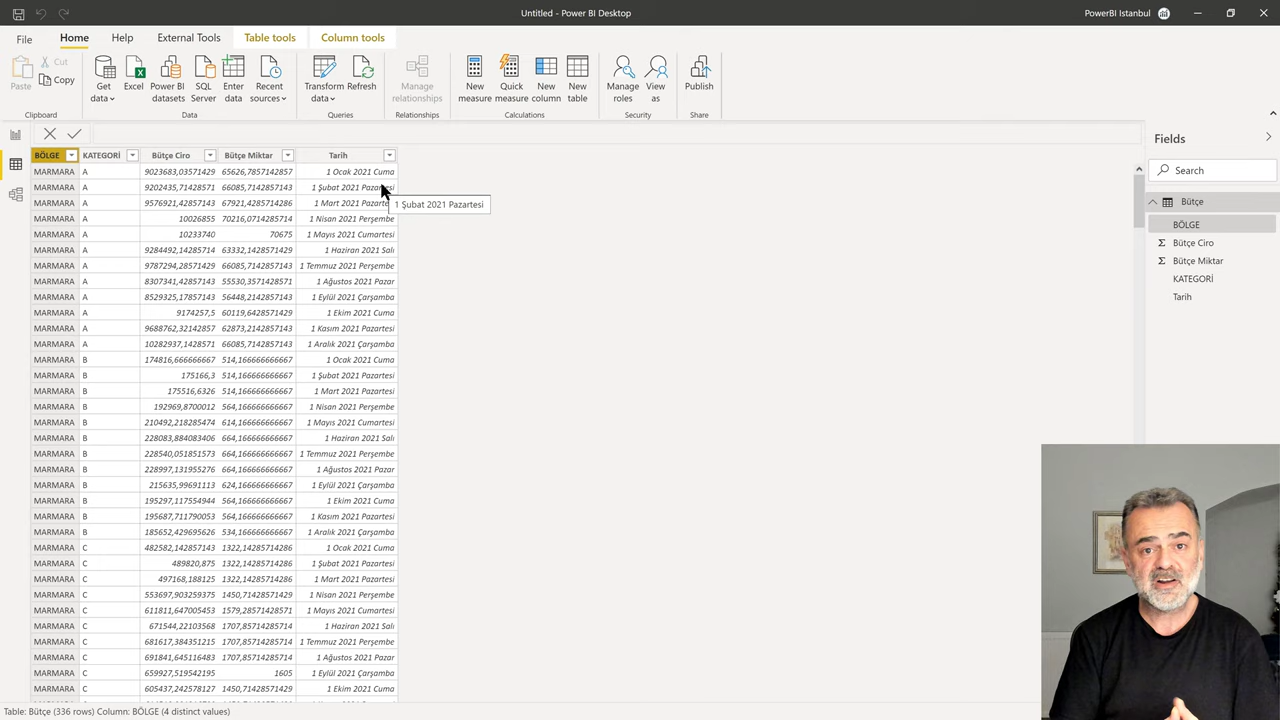 Untitled - Power BI Desktop
PowerBI Istanbul
File
Home
Help
External Tools
Table tools
Column tools
Paste
Cut
Copy
Get data
Excel
Power BI datasets
SQL Server
Enter data
Recent sources
Transform data
Refresh
Manage relationships
New measure
Quick measure
New column
New table
Manage roles
View as
Publish
Clipboard
Data
Queries
Relationships
Calculations
Security
Share
BÖLGE KATEGORİ Bütçe Ciro Bütçe Miktar Tarih
MARMARA A 9023683,03571429 65626,7857142857 1 Ocak 2021 Cuma
MARMARA A 9202435,71428571 66085,7142857143 1 Şubat 2021 Pazartesi
MARMARA A 9576921,42857143 67921,4285714286 1 Mart 2021
MARMARA A 10026855 70216,0714285714 1 Nisan 2021 Perşembe
MARMARA A 10233740 70675 1 Mayıs 2021 Cumartesi
MARMARA A 9284492,14285714 63332,1428571429 1 Haziran 2021 Salı
MARMARA A 9787294,28571429 66085,7142857143 1 Temmuz 2021 Perşembe
MARMARA A 8307341,42857143 55530,3571428571 1 Ağustos 2021 Pazar
MARMARA A 8529325,17857143 56448,2142857143 1 Eylül 2021 Çarşamba
MARMARA A 9174257,5 60119,6428571429 1 Ekim 2021 Cuma
MARMARA A 9688762,32142857 62873,2142857143 1 Kasım 2021 Pazartesi
MARMARA A 10282937,1428571 66085,7142857143 1 Aralık 2021 Çarşamba
MARMARA B 174816,666666667 514,166666666667 1 Ocak 2021 Cuma
MARMARA B 175166,3 514,166666666667 1 Şubat 2021 Pazartesi
MARMARA B 175516,6326 514,166666666667 1 Mart 2021 Pazartesi
MARMARA B 192969,8700012 564,166666666667 1 Nisan 2021 Perşembe
MARMARA B 210492,218285474 614,166666666667 1 Mayıs 2021 Cumartesi
MARMARA B 228083,884083406 664,166666666667 1 Haziran 2021 Salı
MARMARA B 228540,051851573 664,166666666667 1 Temmuz 2021 Perşembe
MARMARA B 228997,131955276 664,166666666667 1 Ağustos 2021 Pazar
MARMARA B 215635,99691113 624,166666666667 1 Eylül 2021 Çarşamba
MARMARA B 195297,117554944 564,166666666667 1 Ekim 2021 Cuma
MARMARA B 195687,711790053 564,166666666667 1 Kasım 2021 Pazartesi
MARMARA B 185652,429695626 534,166666666667 1 Aralık 2021 Çarşamba
MARMARA C 482582,142857143 1322,14285714286 1 Ocak 2021 Cuma
MARMARA C 489820,875 1322,14285714286 1 Şubat 2021 Pazartesi
MARMARA C 497168,188125 1322,14285714286 1 Mart 2021 Pazartesi
MARMARA C 553697,903259375 1450,71428571429 1 Nisan 2021 Perşembe
MARMARA C 611811,647005453 1579,28571428571 1 Mayıs 2021 Cumartesi
MARMARA C 671544,22103568 1707,85714285714 1 Haziran 2021 Salı
MARMARA C 681617,384351215 1707,85714285714 1 Temmuz 2021 Perşembe
MARMARA C 691841,645116483 1707,85714285714 1 Ağustos 2021 Pazar
MARMARA C 659927,519542195 1605 1 Eylül 2021 Çarşamba
MARMARA C 605437,242578127 1450,71428571429 1 Ekim 2021 Cuma
1 Şubat 2021 Pazartesi
Fields
Search
Bütçe
BÖLGE
Σ Bütçe Ciro
Σ Bütçe Miktar
KATEGORİ
Tarih
Table: Bütçe (336 rows) Column: BÖLGE (4 distinct values)